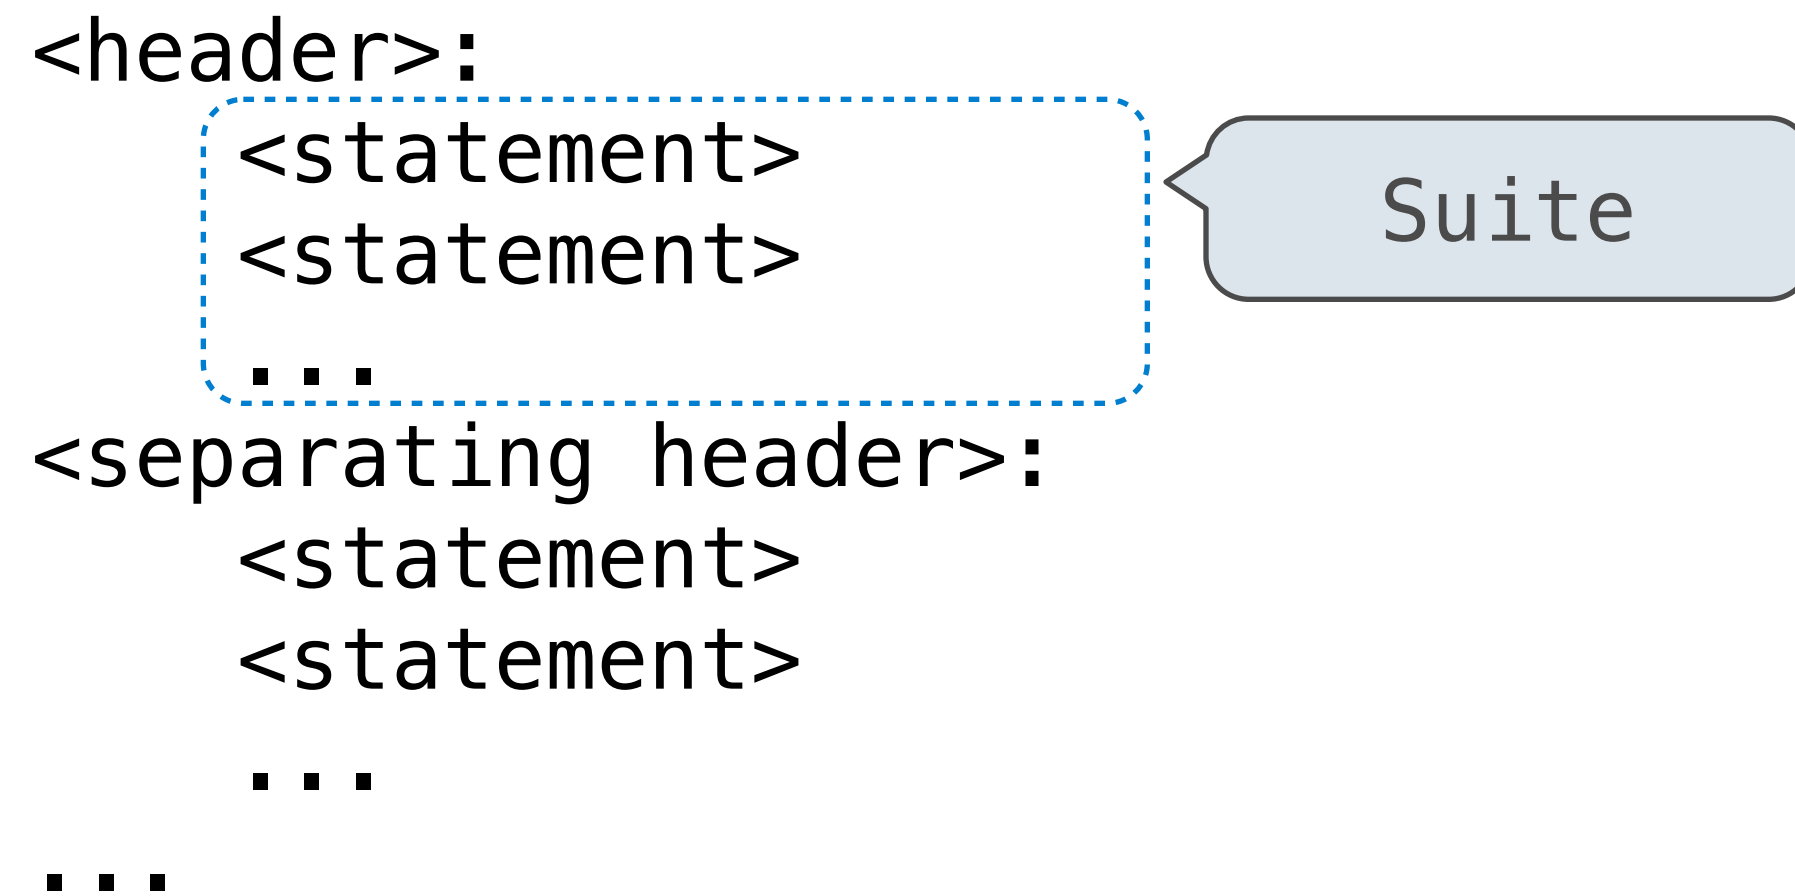 <header>:
    <statement>
    <statement>
    ...
Suite
<separating header>:
    <statement>
    <statement>
    ...
...